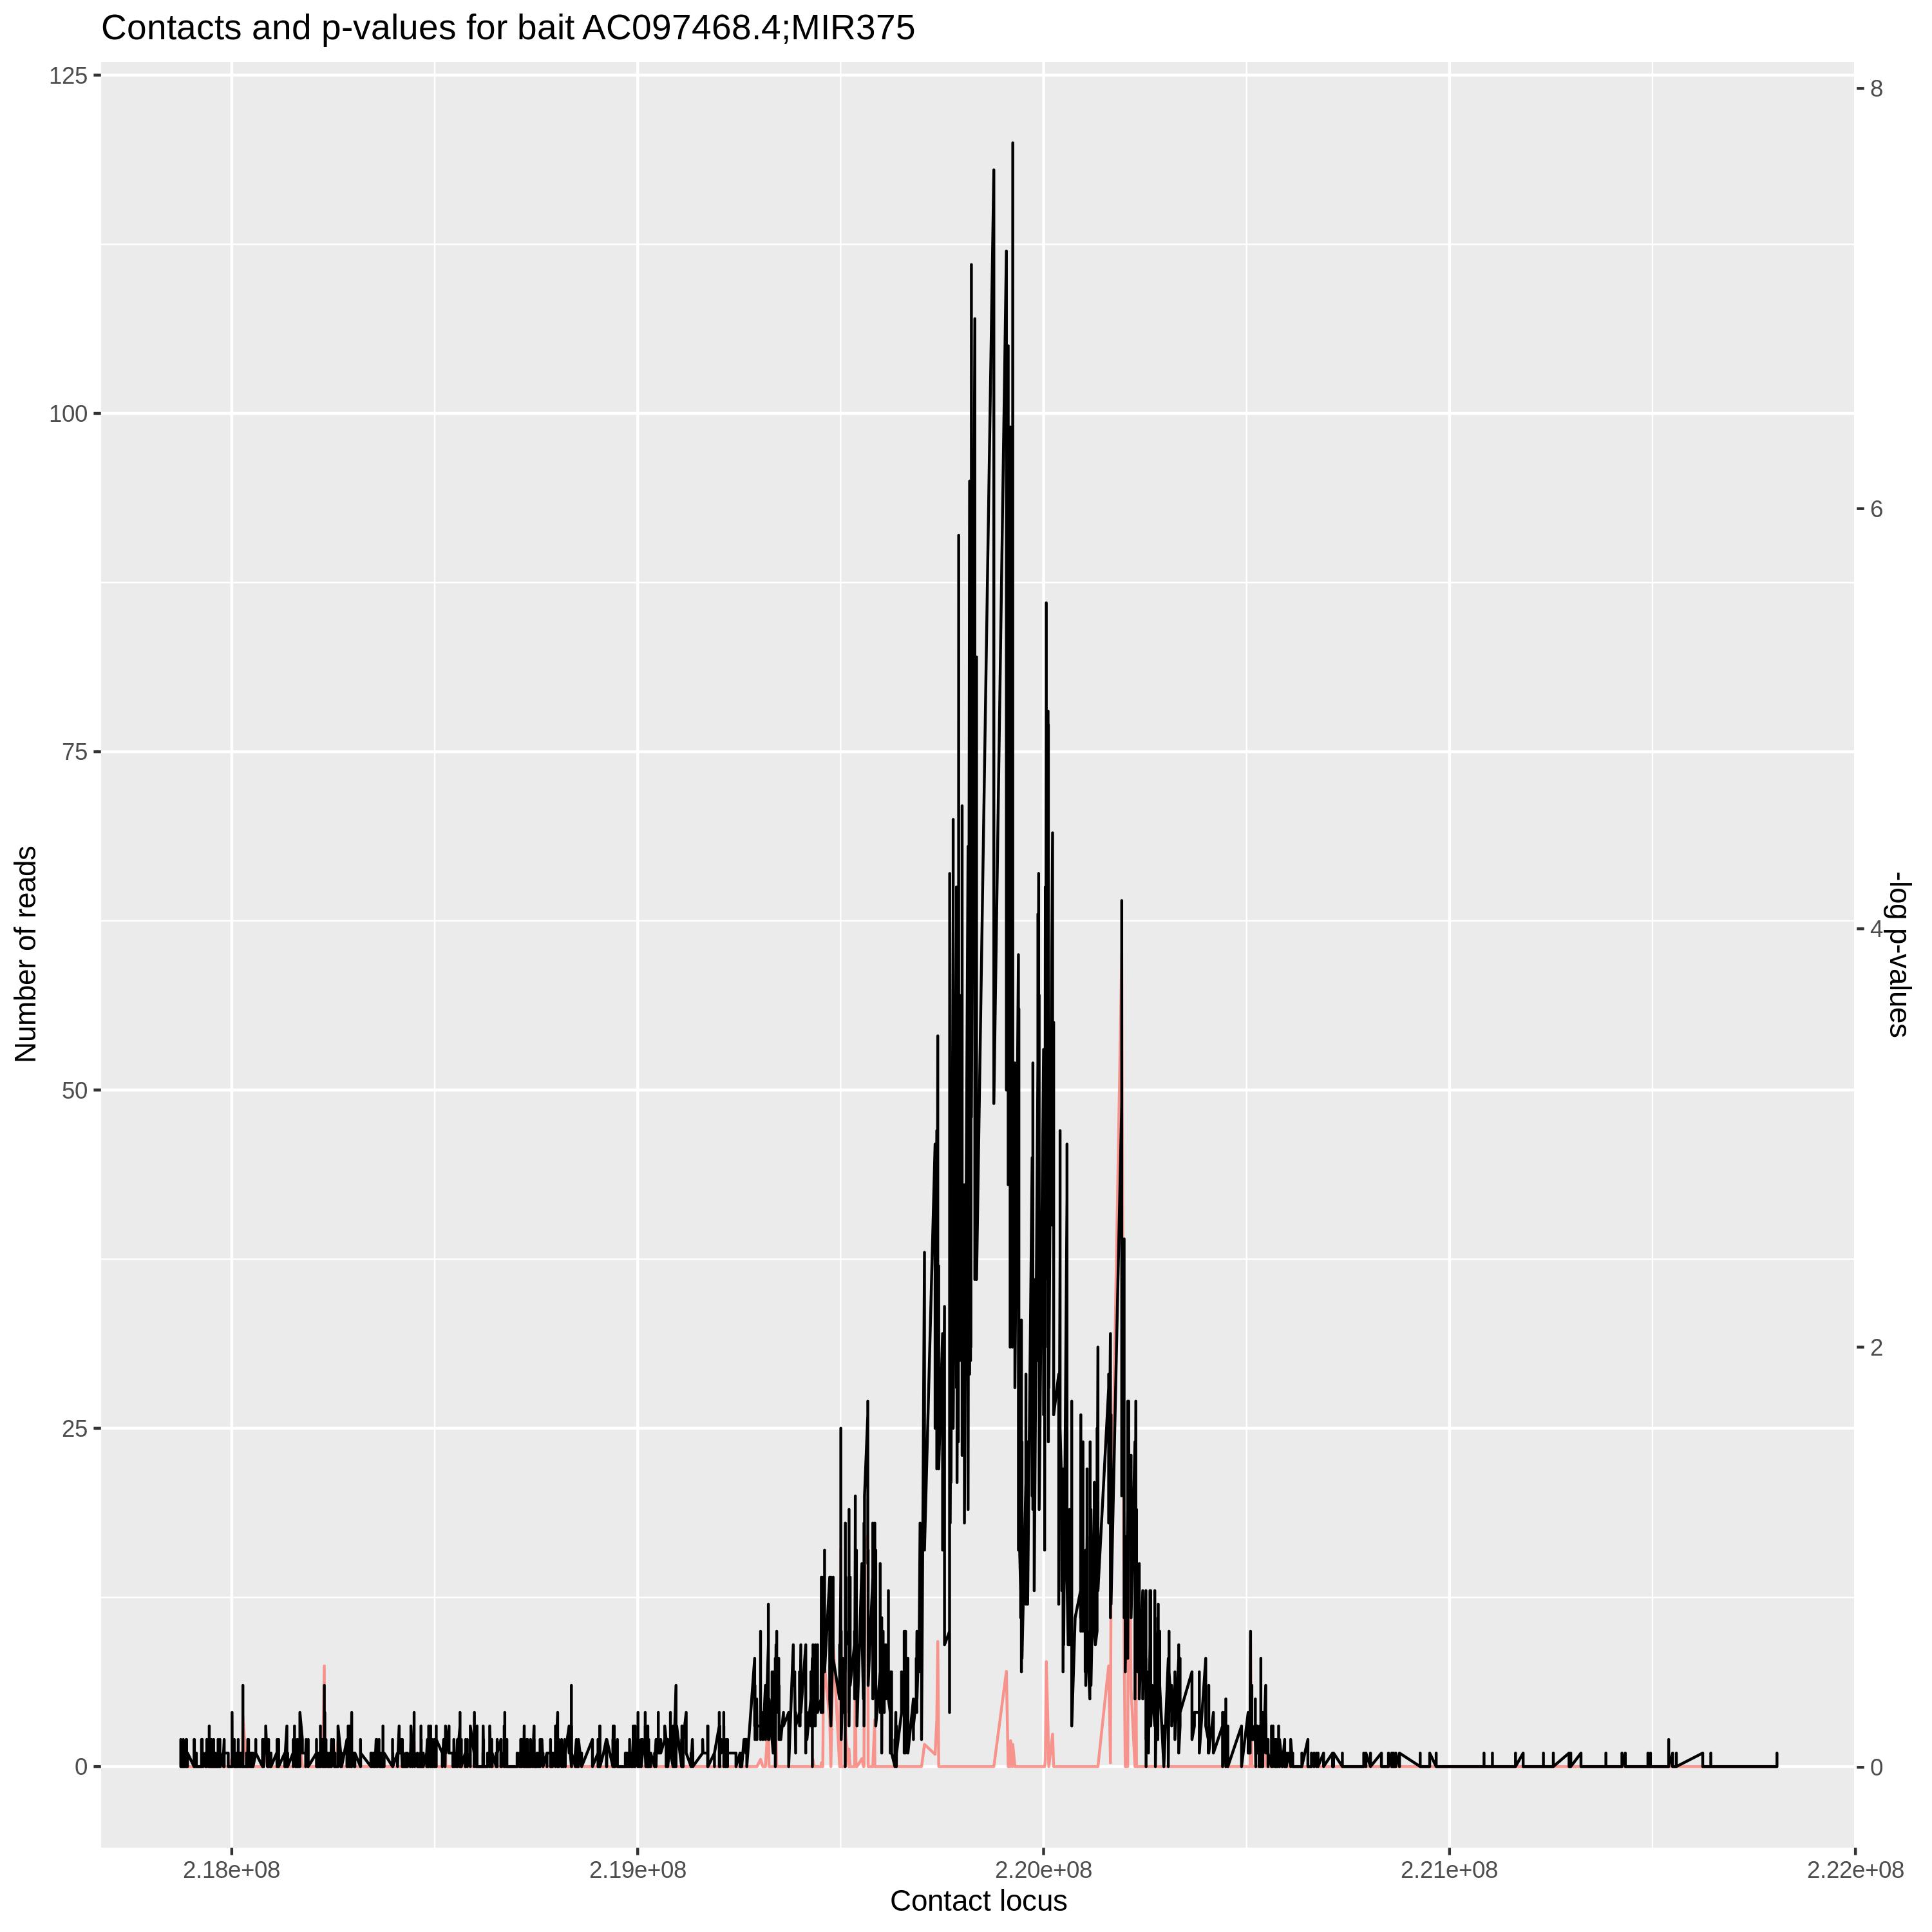 Contacts and p-values for bait AC097468.4;MIR375
125
100
75
50
25
0
Number of reads
8
6
4
2
0
-log p-values
2.18e+08
2.19e+08
2.20e+08
2.21e+08
2.22e+08
Contact locus